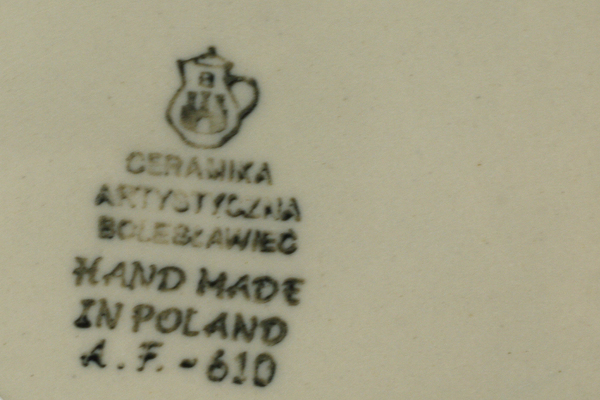 CERAMIKA
ARTYSTYCZNA
BOLESŁAWIEC
HAND MADE
IN POLAND
A.F.-610